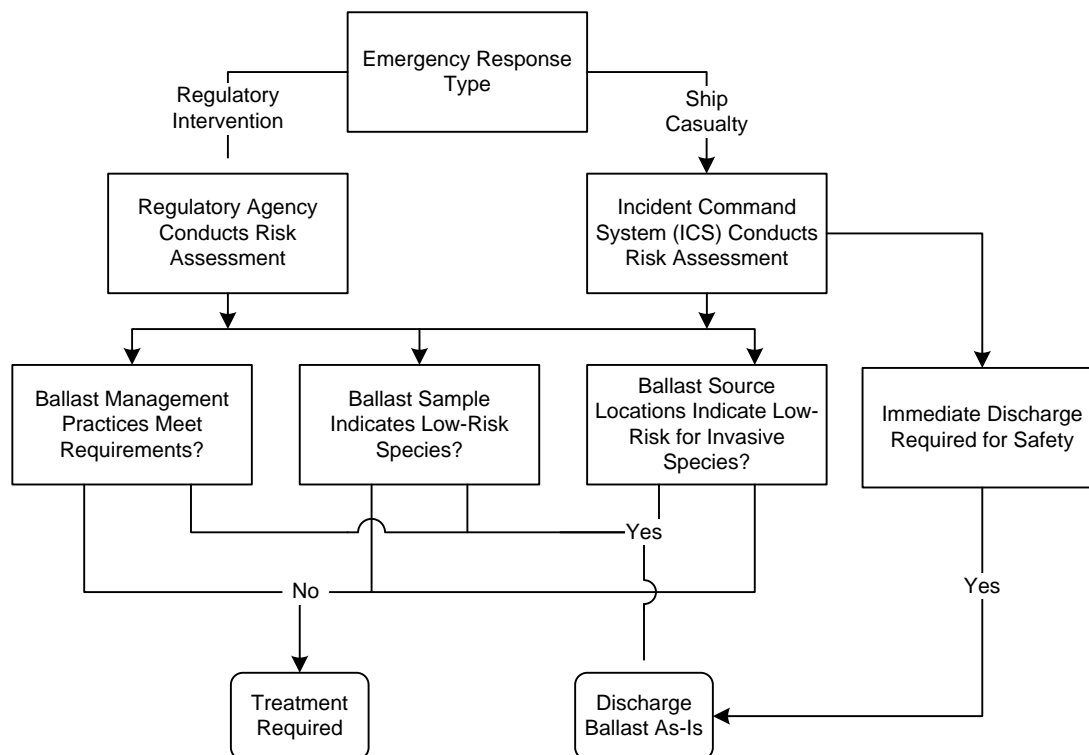 Emergency Response
Type
Regulatory
Intervention
Ship
Casualty
Regulatory Agency
Conducts Risk
Assessment
Incident Command
System (ICS) Conducts
Risk Assessment
Ballast Management
Practices Meet
Requirements?
Ballast Sample
Indicates Low-Risk
Species?
Ballast Source
Locations Indicate Low-
Risk for Invasive
Species?
Immediate Discharge
Required for Safety
Yes
No
Yes
Treatment
Required
Discharge
Ballast As-Is